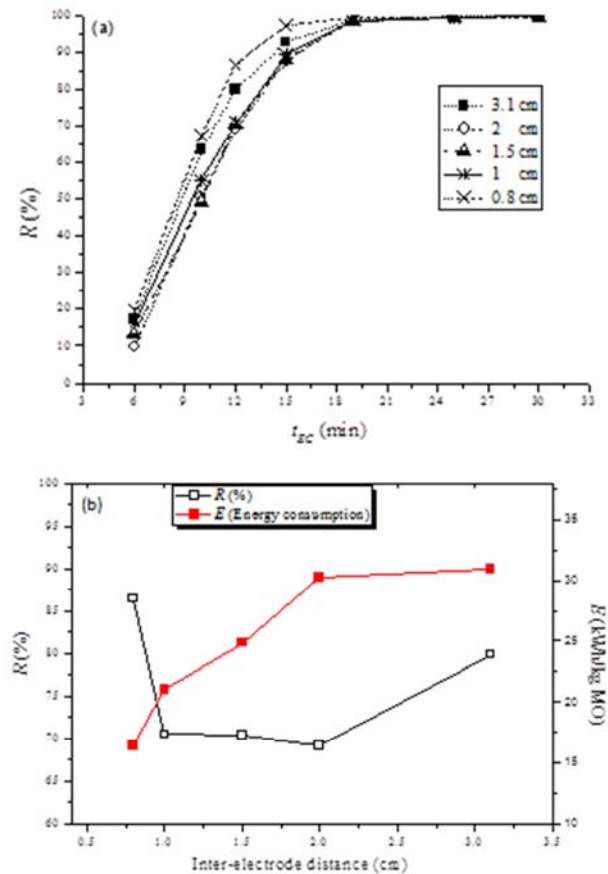 (a)
100
90
80
70
60
50
40
30
20
10
0
R (%)
3.1 cm
2 cm
1.5 cm
1 cm
0.8 cm
3 6 9 12 15 18 21 24 27 30 33
t_EC (min)
(b)
R (%)
E (Energy consumption)
100
95
90
85
80
75
70
65
60
R(%)
35
30
25
20
15
10
E(kWh/kg MO)
0.5 1.0 1.5 2.0 2.5 3.0 3.5
Inter-electrode distance (cm)